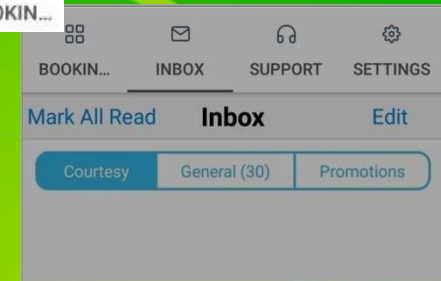 OKIN...
BOOKIN... INBOX SUPPORT SETTINGS
Mark All Read Inbox Edit
Courtesy General (30) Promotions